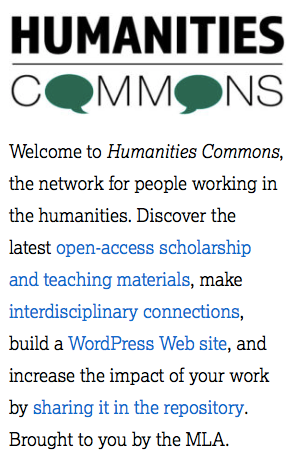 HUMANITIES
COMMONS
Welcome to Humanities Commons,
the network for people working in
the humanities. Discover the
latest open-access scholarship
and teaching materials, make
interdisciplinary connections,
build a WordPress Web site, and
increase the impact of your work
by sharing it in the repository.
Brought to you by the MLA.